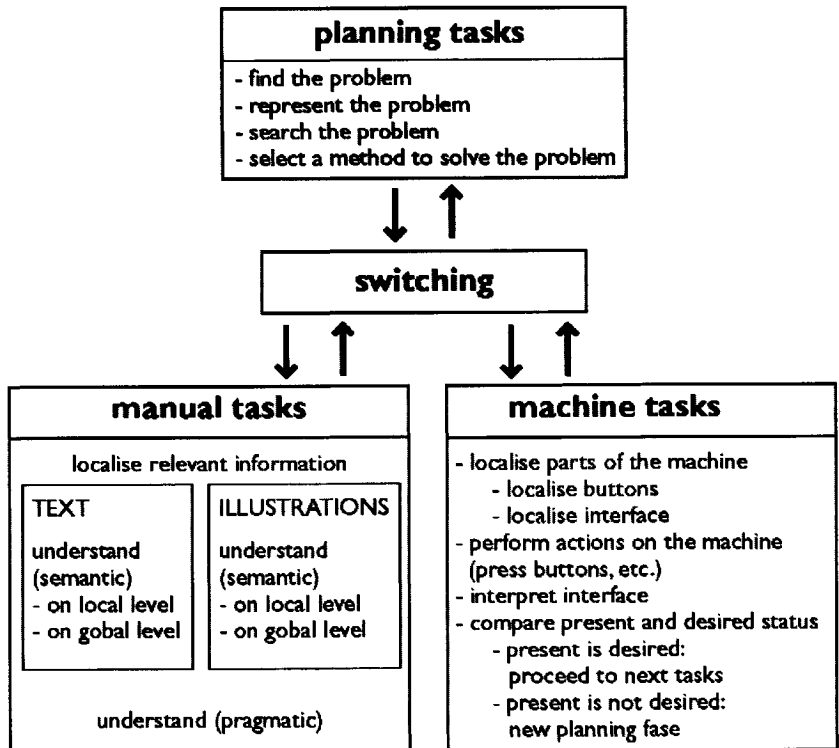 planning tasks
- find the problem
- represent the problem
- search the problem
- select a method to solve the problem
switching
manual tasks
localise relevant information
TEXT
understand
(semantic)
- on local level
- on gobal level
ILLUSTRATIONS
understand
(semantic)
- on local level
- on gobal level
understand (pragmatic)
machine tasks
- localise parts of the machine
- localise buttons
- localise interface
- perform actions on the machine
(press buttons, etc.)
- interpret interface
- compare present and desired status
- present is desired:
proceed to next tasks
- present is not desired:
new planning fase